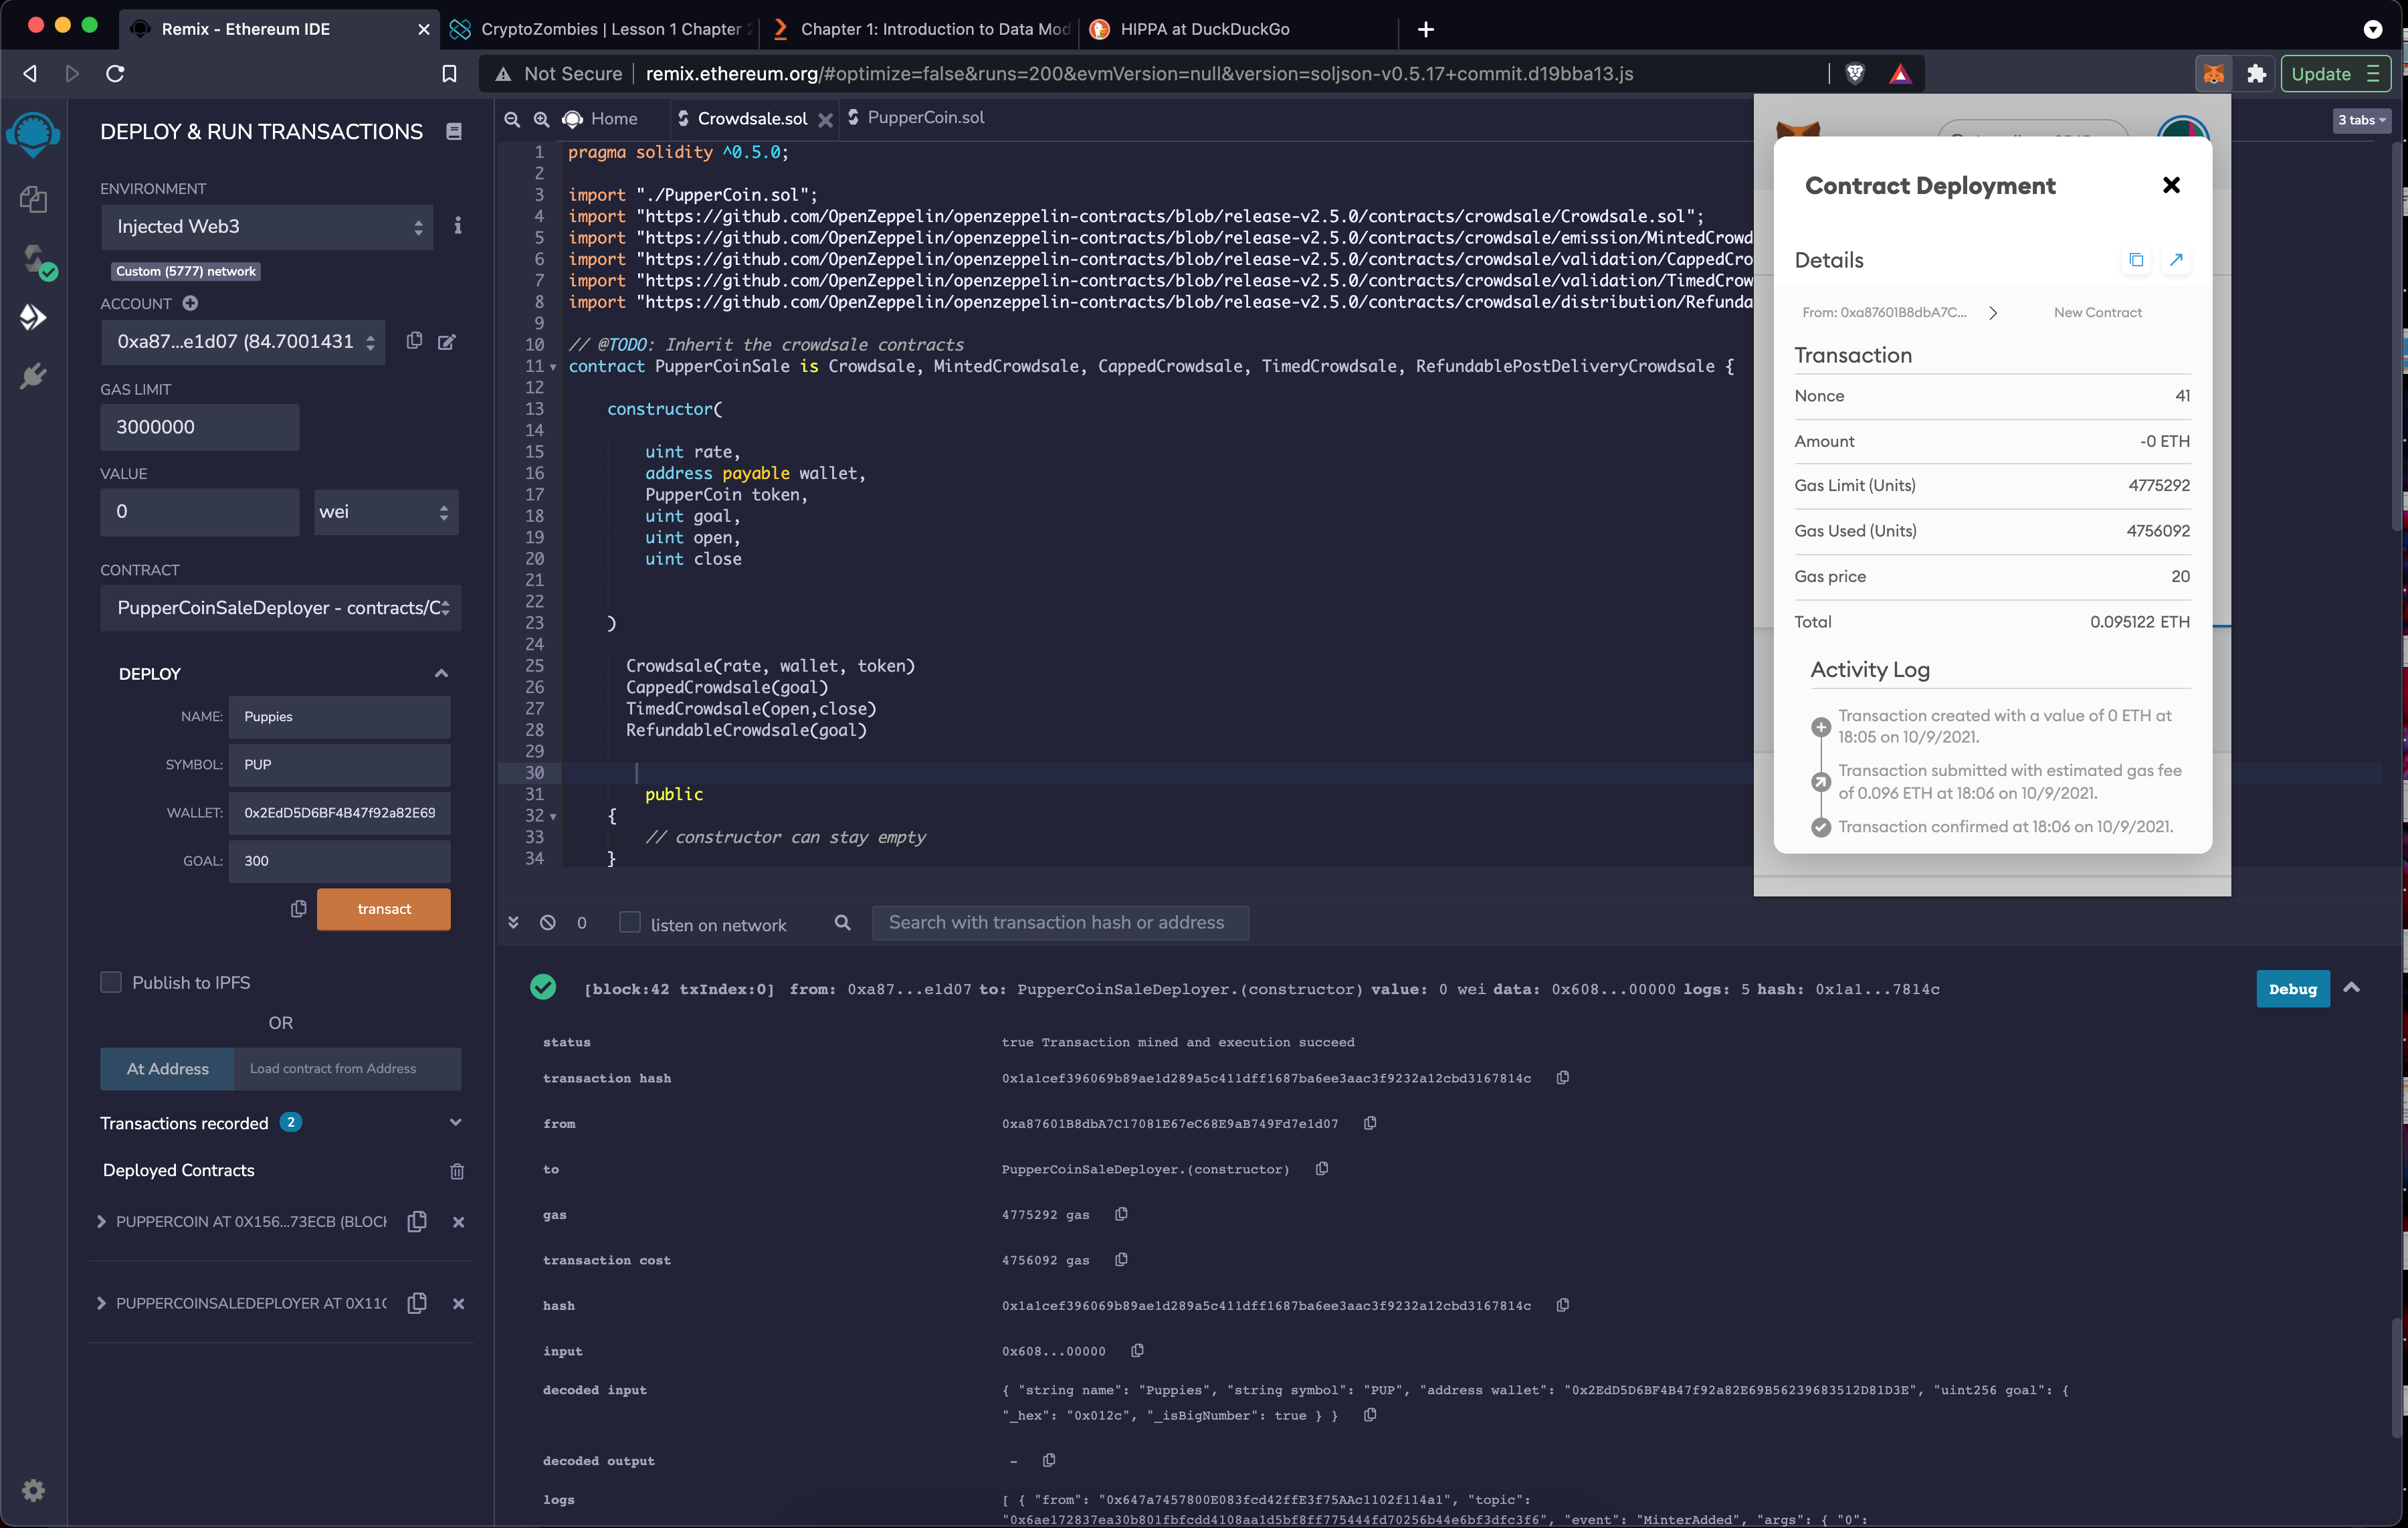 Remix - Ethereum IDE
CryptoZombies | Lesson 1 Chapter 2
Chapter 1: Introduction to Data Mod
HIPPA at DuckDuckGo
Not Secure
remix.ethereum.org/#optimize=false&runs=200&evmVersion=null&version=soljson-v0.5.17+commit.d19bba13.js
Update
DEPLOY & RUN TRANSACTIONS
ENVIRONMENT
Injected Web3
Custom (5777) network
ACCOUNT
0xa87...e1d07 (84.7001431
GAS LIMIT
3000000
VALUE
0
wei
CONTRACT
PupperCoinSaleDeployer - contracts/C
DEPLOY
NAME:
Puppies
SYMBOL:
PUP
WALLET:
0x2EdD5D6BF4B47f92a82E69
GOAL:
300
transact
Publish to IPFS
OR
At Address
Load contract from Address
Transactions recorded 2
Deployed Contracts
PUPPERCOIN AT 0X156...73ECB (BLOCK
PUPPERCOINSALEDEPLOYER AT 0X11
Home
Crowdsale.sol
PupperCoin.sol
3 tabs
1 pragma solidity ^0.5.0;
2
3 import "./PupperCoin.sol";
4 import "https://github.com/OpenZeppelin/openzeppelin-contracts/blob/release-v2.5.0/contracts/crowdsale/Crowdsale.sol";
5 import "https://github.com/OpenZeppelin/openzeppelin-contracts/blob/release-v2.5.0/contracts/crowdsale/emission/MintedCrowd
6 import "https://github.com/OpenZeppelin/openzeppelin-contracts/blob/release-v2.5.0/contracts/crowdsale/validation/CappedCro
7 import "https://github.com/OpenZeppelin/openzeppelin-contracts/blob/release-v2.5.0/contracts/crowdsale/validation/TimedCrow
8 import "https://github.com/OpenZeppelin/openzeppelin-contracts/blob/release-v2.5.0/contracts/crowdsale/distribution/Refunda
9
10 // @TODO: Inherit the crowdsale contracts
11 contract PupperCoinSale is Crowdsale, MintedCrowdsale, CappedCrowdsale, TimedCrowdsale, RefundablePostDeliveryCrowdsale {
12
13 constructor(
14
15 uint rate,
16 address payable wallet,
17 PupperCoin token,
18 uint goal,
19 uint open,
20 uint close
21
22
23 )
24
25 Crowdsale(rate, wallet, token)
26 CappedCrowdsale(goal)
27 TimedCrowdsale(open,close)
28 RefundableCrowdsale(goal)
29
30
31 public
32 {
33 // constructor can stay empty
34 }
Contract Deployment
Details
From: 0xa87601B8dbA7C...
New Contract
Transaction
Nonce 41
Amount -0 ETH
Gas Limit (Units) 4775292
Gas Used (Units) 4756092
Gas price 20
Total 0.095122 ETH
Activity Log
Transaction created with a value of 0 ETH at
18:05 on 10/9/2021.
Transaction submitted with estimated gas fee
of 0.096 ETH at 18:06 on 10/9/2021.
Transaction confirmed at 18:06 on 10/9/2021.
0
listen on network
Search with transaction hash or address
[block:42 txIndex:0] from: 0xa87...e1d07 to: PupperCoinSaleDeployer.(constructor) value: 0 wei data: 0x608...00000 logs: 5 hash: 0x1a1...7814c
Debug
status true Transaction mined and execution succeed
transaction hash 0x1a1cef396069b89ae1d289a5c411dff1687ba6ee3aac3f9232a12cbd3167814c
from 0xa87601B8dbA7C17081E67eC68E9aB749Fd7e1d07
to PupperCoinSaleDeployer.(constructor)
gas 4775292 gas
transaction cost 4756092 gas
hash 0x1a1cef396069b89ae1d289a5c411dff1687ba6ee3aac3f9232a12cbd3167814c
input 0x608...00000
decoded input { "string name": "Puppies", "string symbol": "PUP", "address wallet": "0x2EdD5D6BF4B47f92a82E69B56239683512D81D3E", "uint256 goal": {
"_hex": "0x012c", "_isBigNumber": true } }
decoded output -
logs [ { "from": "0x647a7457800E083fcd42ffE3f75AAc1102f114a1", "topic":
"0x6ae172837ea30b801fbfcdd4108aa1d5bf8ff775444fd70256b44e6bf3dfc3f6", "event": "MinterAdded", "args": { "0":